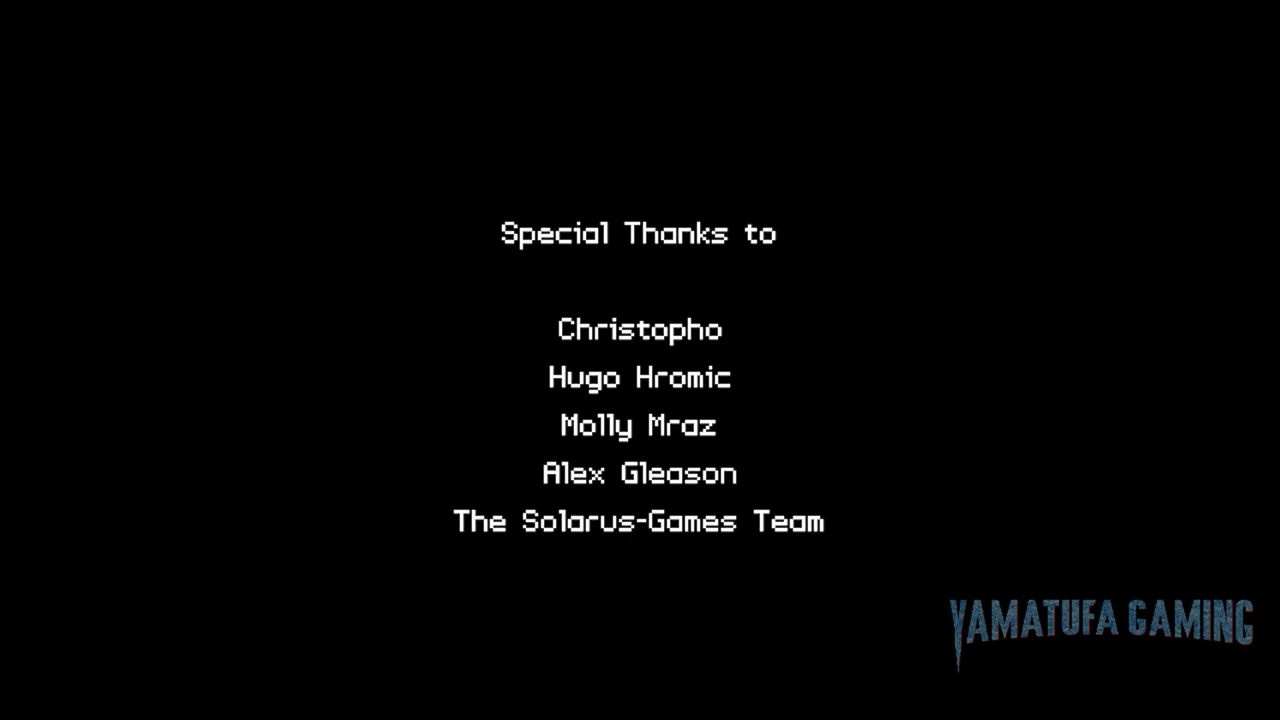 Special Thanks to
Christopho
Hugo Hromic
Molly Mraz
Alex Gleason
The Solarus-Games Team
YAMATUFA GAMING